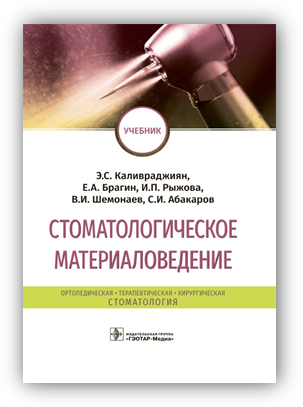 УЧЕБНИК
Э.С. Каливраджиян,
Е.А. Брагин, И.П. Рыжова,
В.И. Шемонаев, С.И. Абакаров
СТОМАТОЛОГИЧЕСКОЕ
МАТЕРИАЛОВЕДЕНИЕ
ОРТОПЕДИЧЕСКАЯ • ТЕРАПЕВТИЧЕСКАЯ • ХИРУРГИЧЕСКАЯ
СТОМАТОЛОГИЯ
ИЗДАТЕЛЬСКАЯ ГРУППА
«ГЭОТАР-Медиа»